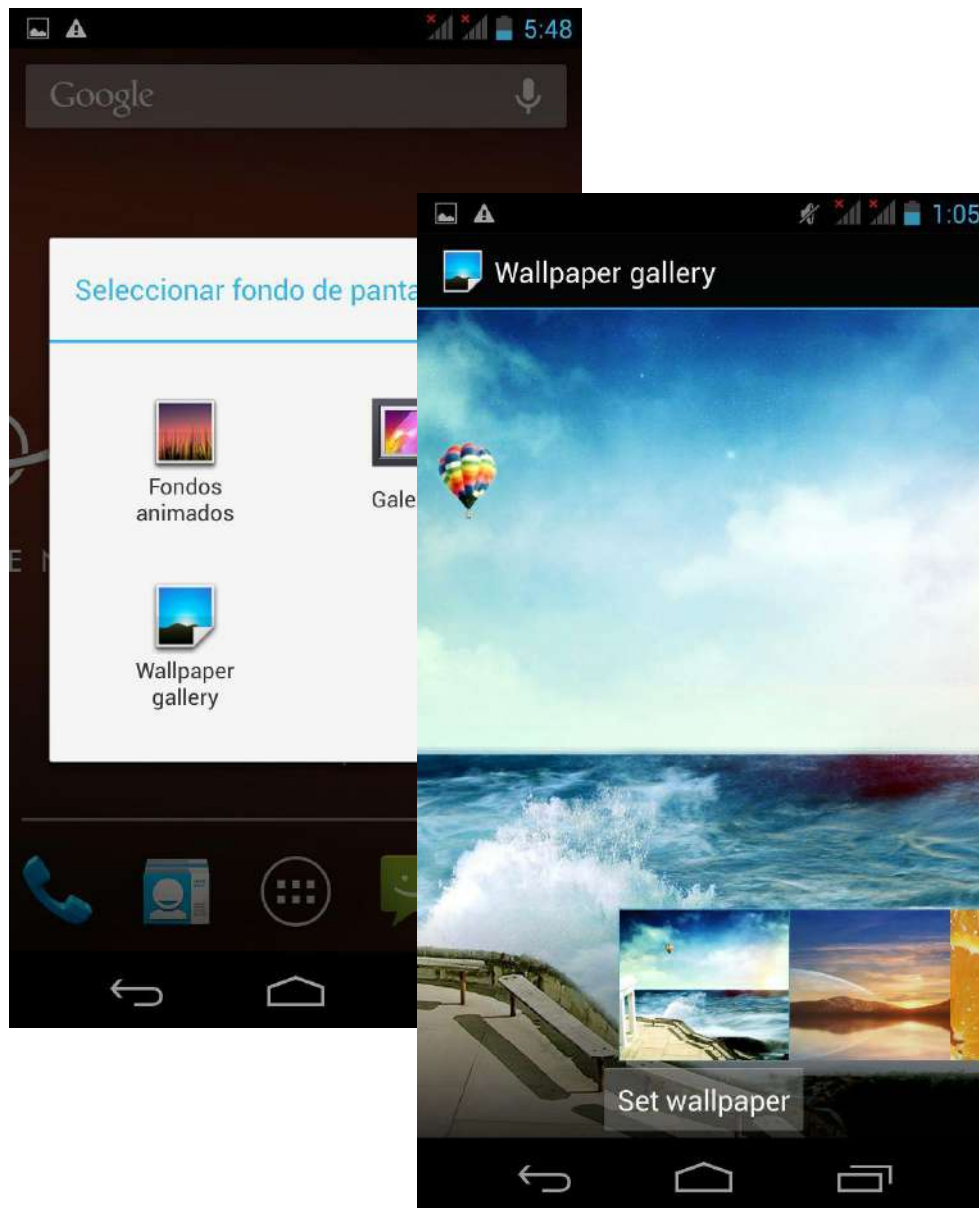 5:48
Google
Seleccionar fondo de panta
Fondos
animados
Gale
Wallpaper
gallery
E
1:05
Wallpaper gallery
Set wallpaper